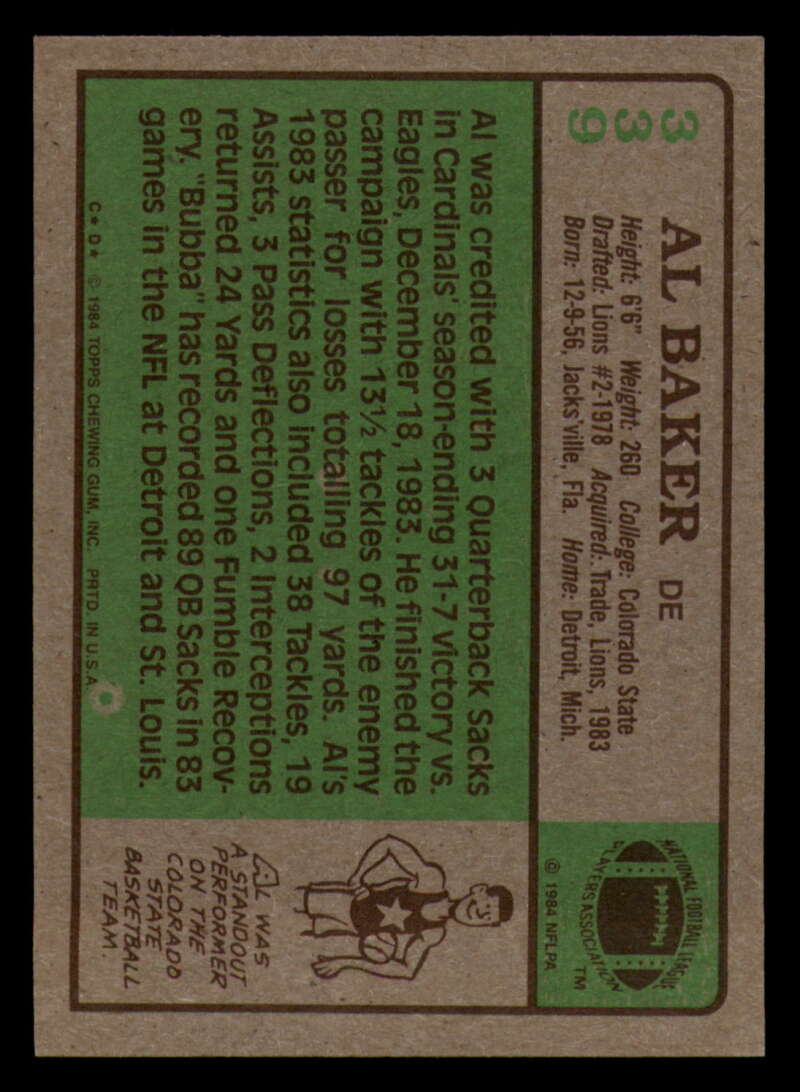 339
AL BAKER DE
Height: 6'6" Weight: 260 College: Colorado State
Drafted: Lions #2-1978 Acquired: Trade, Lions, 1983
Born: 12-9-56, Jacks'ville, Fla. Home: Detroit, Mich.
NATIONAL FOOTBALL LEAGUE
PLAYERS ASSOCIATION
TM
© 1984 NFLPA
Al was credited with 3 Quarterback Sacks
in Cardinals' season-ending 31-7 victory vs.
Eagles, December 18, 1983. He finished the
campaign with 13½ tackles of the enemy
passer for losses totalling 97 yards. Al's
1983 statistics also included 38 Tackles, 19
Assists, 3 Pass Deflections, 2 Interceptions
returned 24 Yards and one Fumble Recov-
ery. "Bubba" has recorded 89 QB Sacks in 83
games in the NFL at Detroit and St. Louis.
AL WAS
A STANDOUT
PERFORMER
ON THE
COLORADO
STATE
BASKETBALL
TEAM.
C★D★ © 1984 TOPPS CHEWING GUM, INC. PRTD. IN U.S.A.